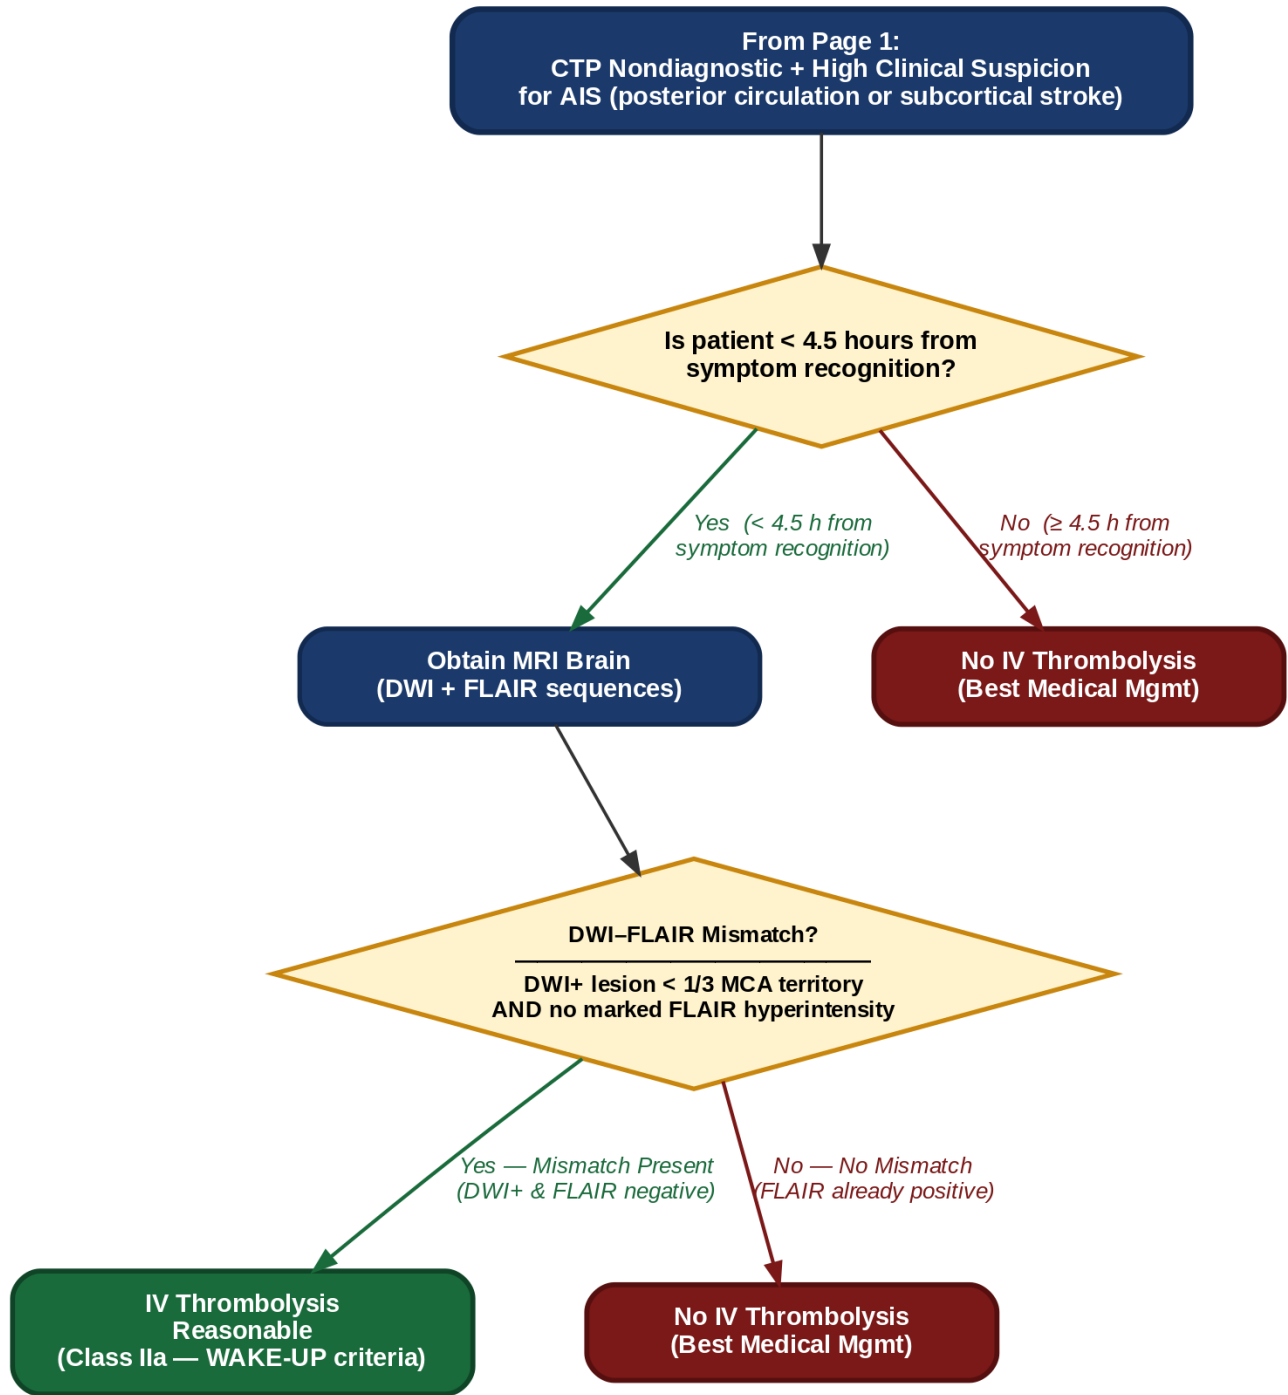 From Page 1:
CTP Nondiagnostic + High Clinical Suspicion
for AIS (posterior circulation or subcortical stroke)
Is patient < 4.5 hours from
symptom recognition?
Yes (< 4.5 h from
symptom recognition)
No (≥ 4.5 h from
symptom recognition)
Obtain MRI Brain
(DWI + FLAIR sequences)
No IV Thrombolysis
(Best Medical Mgmt)
DWI–FLAIR Mismatch?
DWI+ lesion < 1/3 MCA territory
AND no marked FLAIR hyperintensity
Yes — Mismatch Present
(DWI+ & FLAIR negative)
No — No Mismatch
(FLAIR already positive)
IV Thrombolysis
Reasonable
(Class IIa — WAKE-UP criteria)
No IV Thrombolysis
(Best Medical Mgmt)